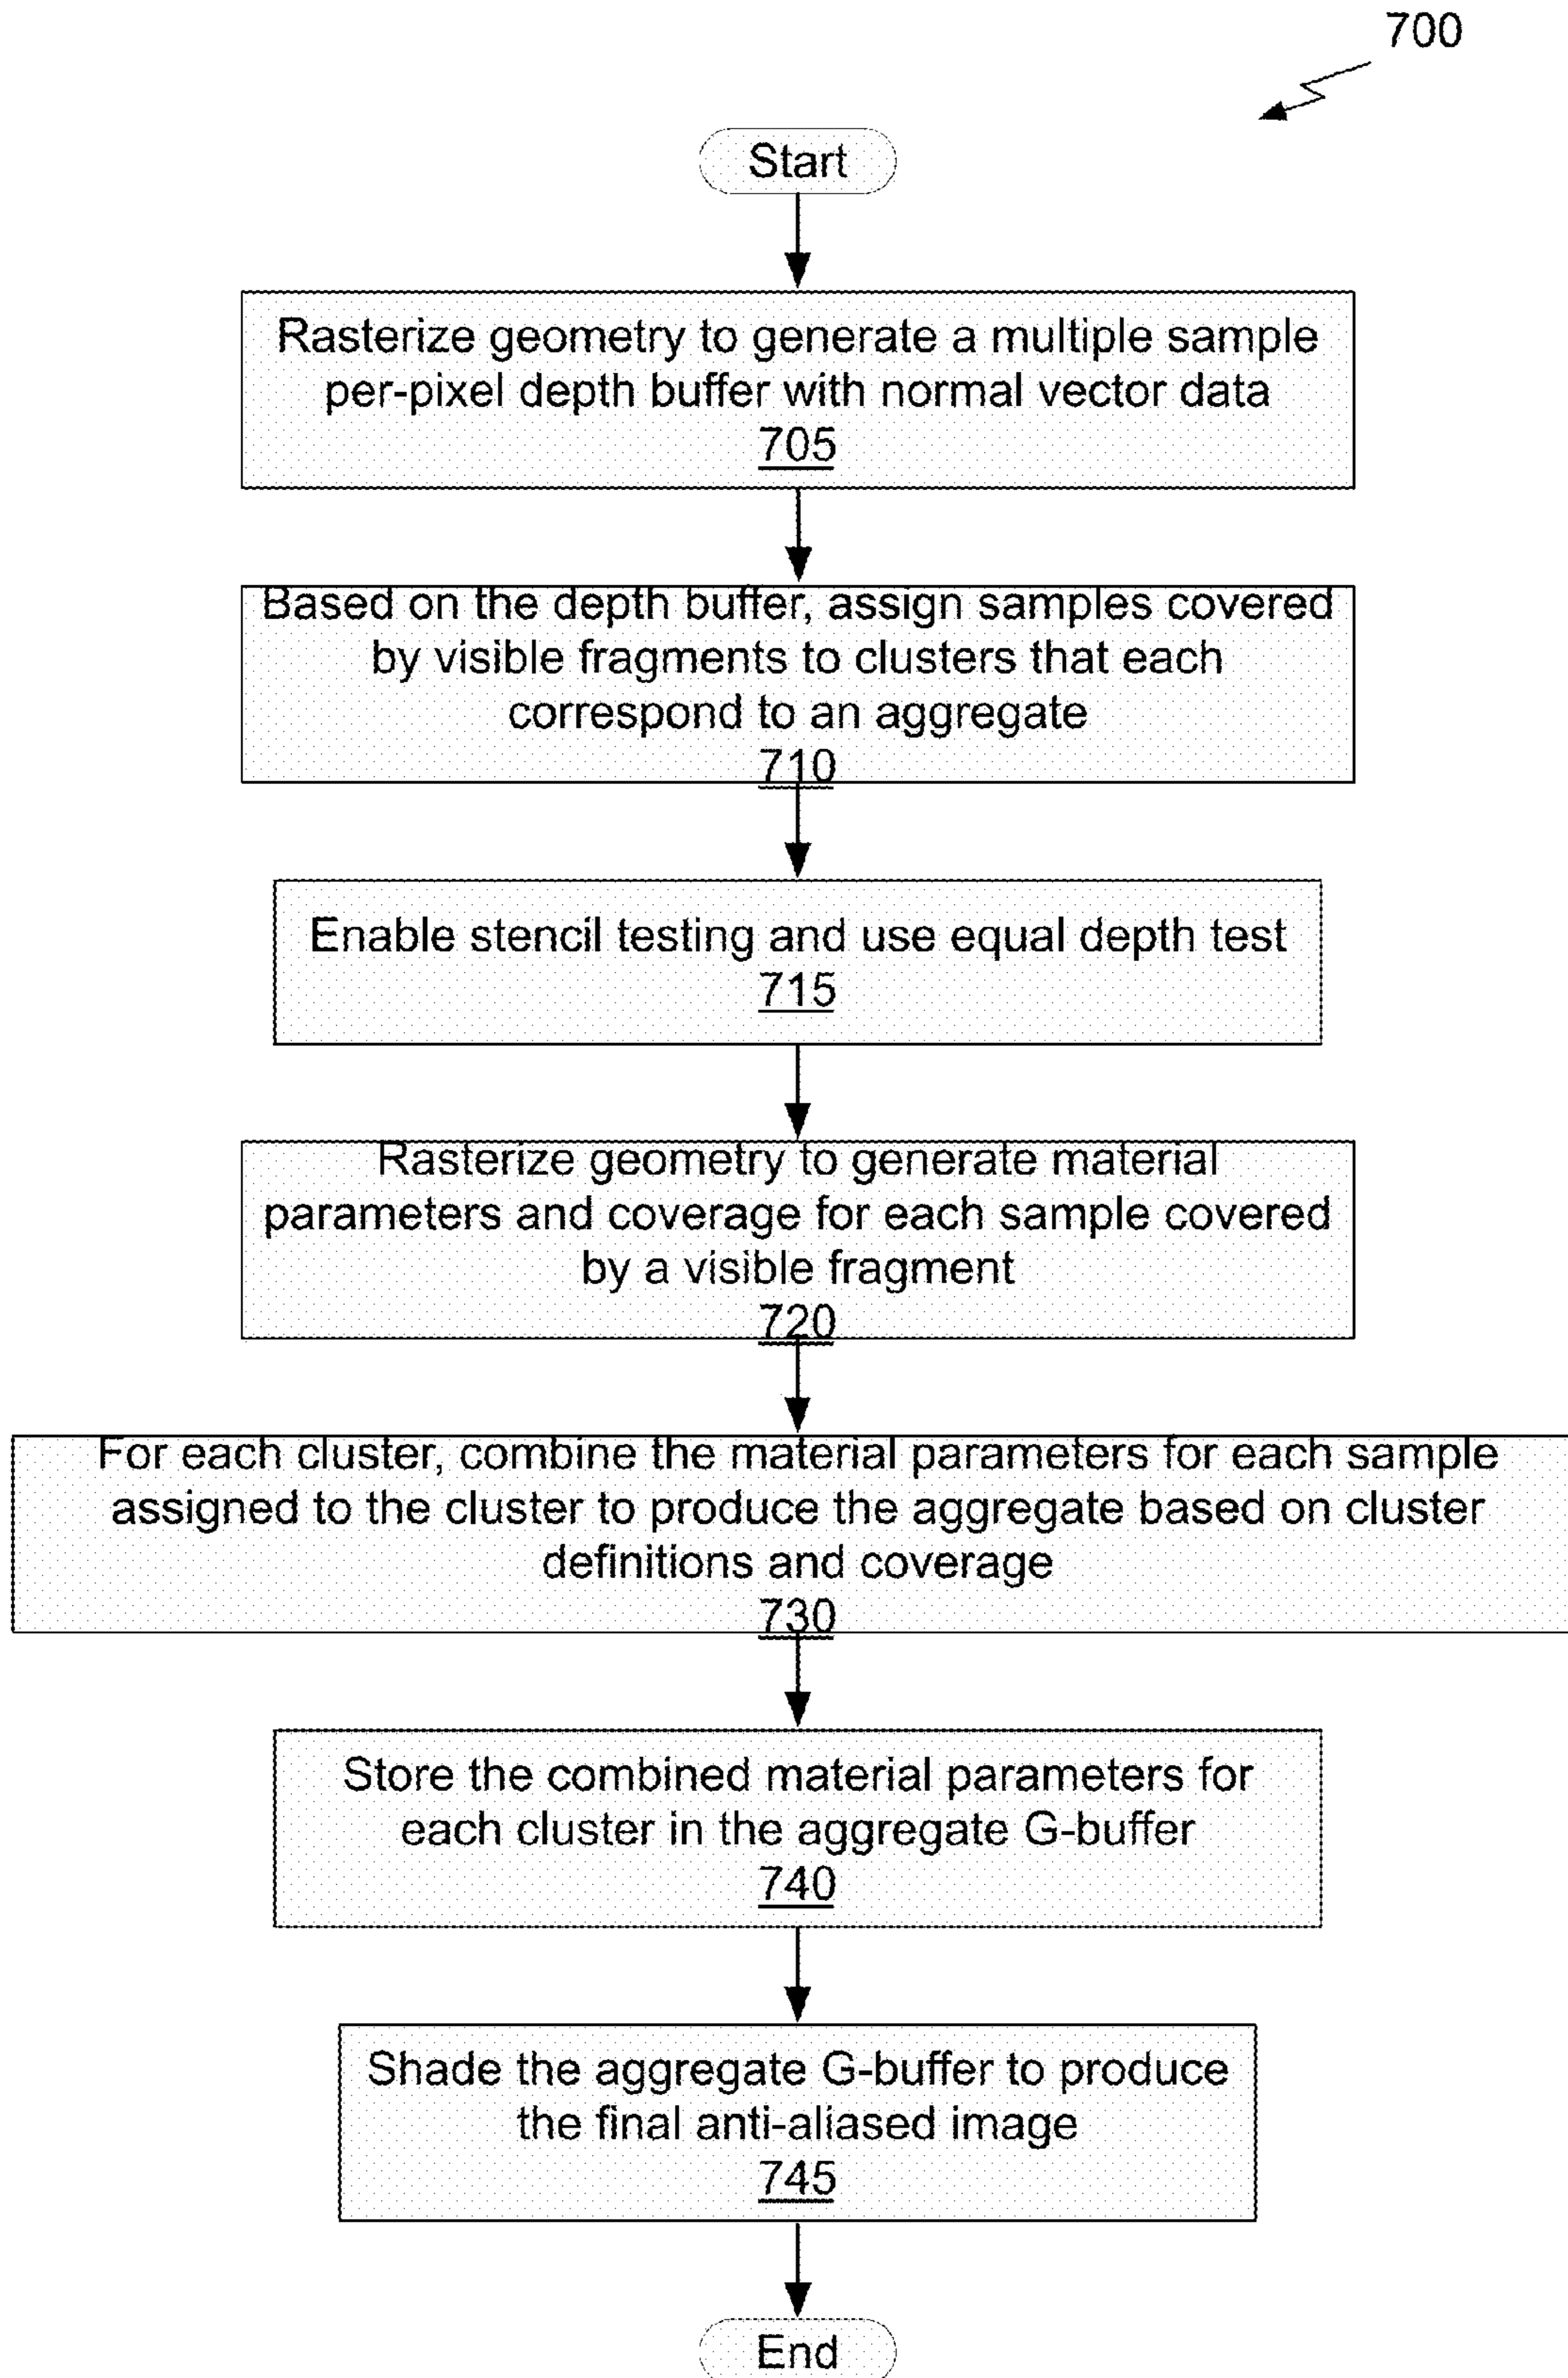 700
Start
Rasterize geometry to generate a multiple sample
per-pixel depth buffer with normal vector data
705
Based on the depth buffer, assign samples covered
by visible fragments to clusters that each
correspond to an aggregate
710
Enable stencil testing and use equal depth test
715
Rasterize geometry to generate material
parameters and coverage for each sample covered
by a visible fragment
720
For each cluster, combine the material parameters for each sample
assigned to the cluster to produce the aggregate based on cluster
definitions and coverage
730
Store the combined material parameters for
each cluster in the aggregate G-buffer
740
Shade the aggregate G-buffer to produce
the final anti-aliased image
745
End